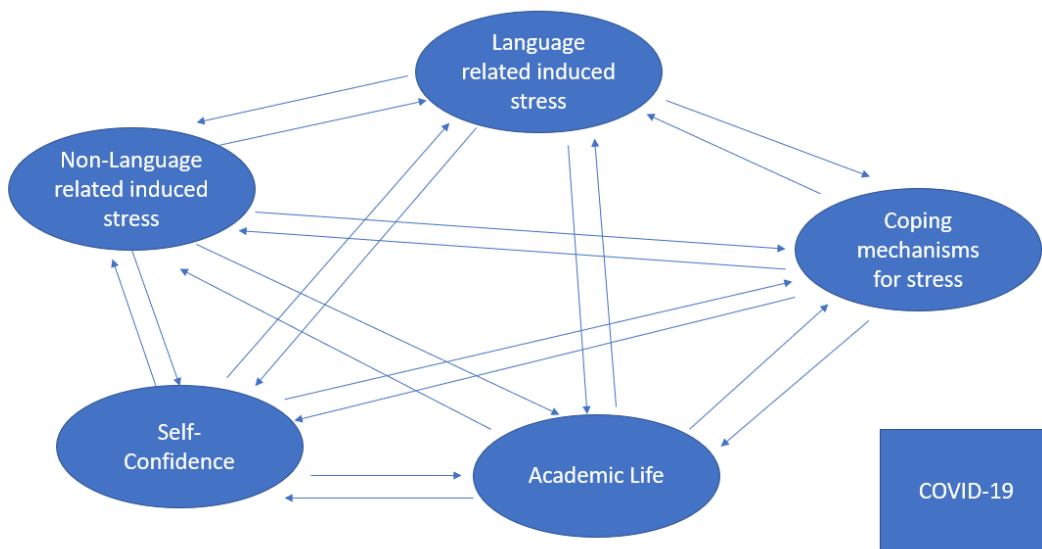 Language
related induced
stress
Non-Language
related induced
stress
Coping
mechanisms
for stress
Self-
Confidence
Academic Life
COVID-19